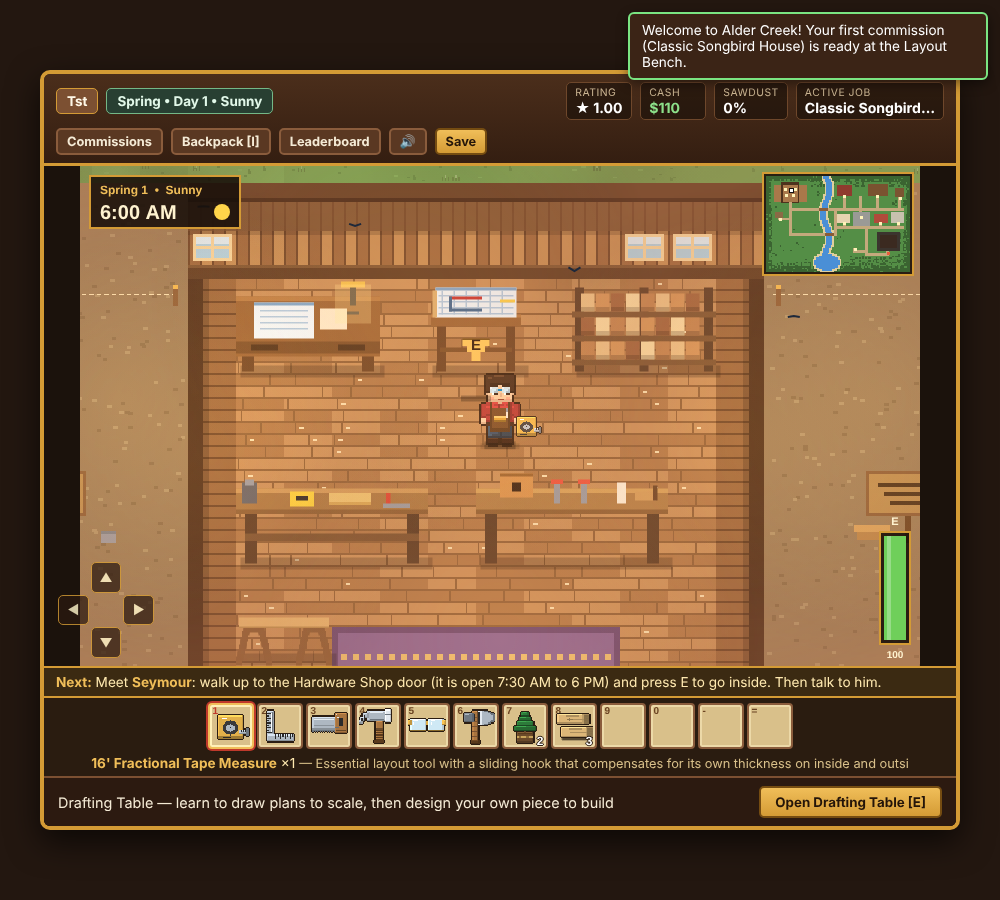 Welcome to Alder Creek! Your first commission
(Classic Songbird House) is ready at the Layout
Bench.
Tst
Spring • Day 1 • Sunny
RATING
★ 1.00
CASH
$110
SAWDUST
0%
ACTIVE JOB
Classic Songbird…
Commissions
Backpack [I]
Leaderboard
Save
Spring 1 • Sunny
6:00 AM
E
E
100
Next: Meet Seymour: walk up to the Hardware Shop door (it is open 7:30 AM to 6 PM) and press E to go inside. Then talk to him.
1 2 3 4 5 6 7 8 9 0 - =
2 3
16' Fractional Tape Measure ×1 — Essential layout tool with a sliding hook that compensates for its own thickness on inside and outsi
Drafting Table — learn to draw plans to scale, then design your own piece to build
Open Drafting Table [E]